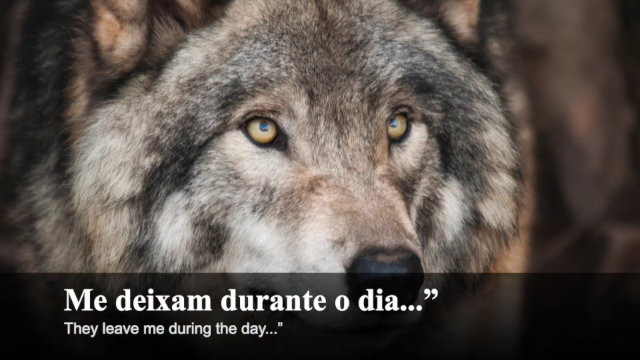 Me deixam durante o dia...”
They leave me during the day...”